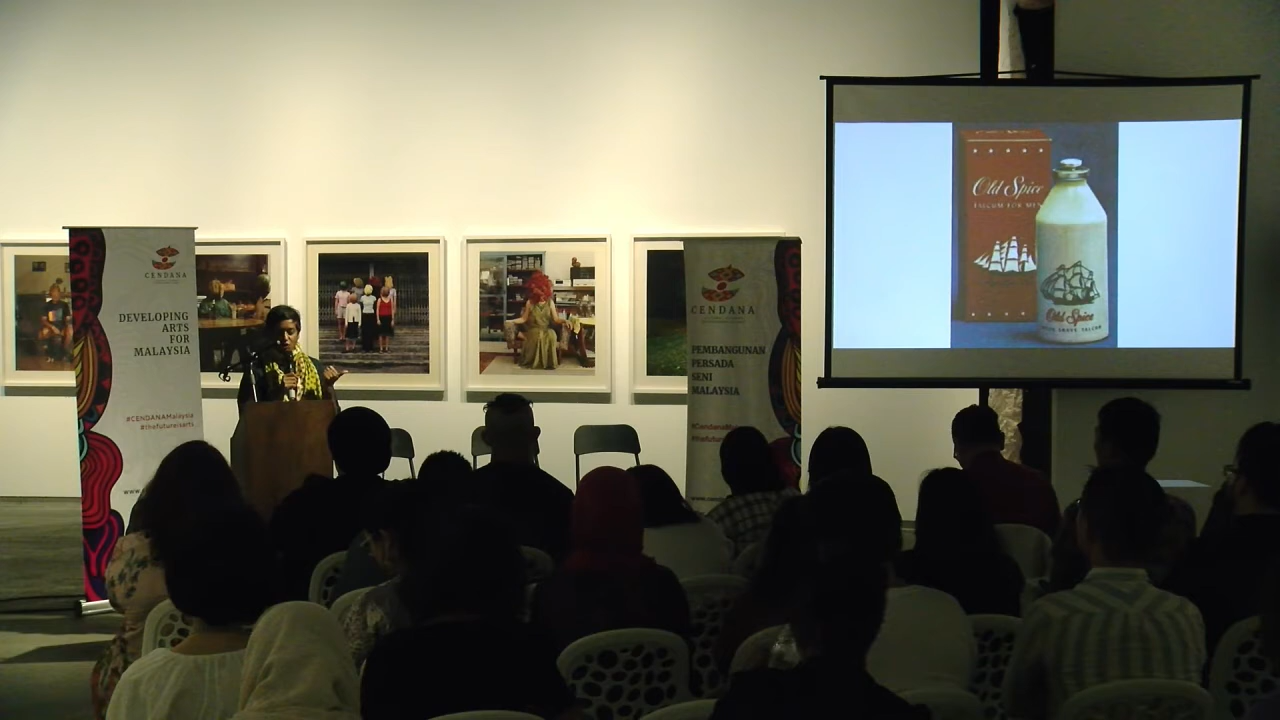 CENDANA
DEVELOPING
ARTS
FOR
MALAYSIA
#CENDANAMalaysia
#thefutureisarts
www
CENDANA
PEMBANGUNAN
PERSADA
SENI
MALAYSIA
Old Spice
TALCUM FOR MEN
Old Spice